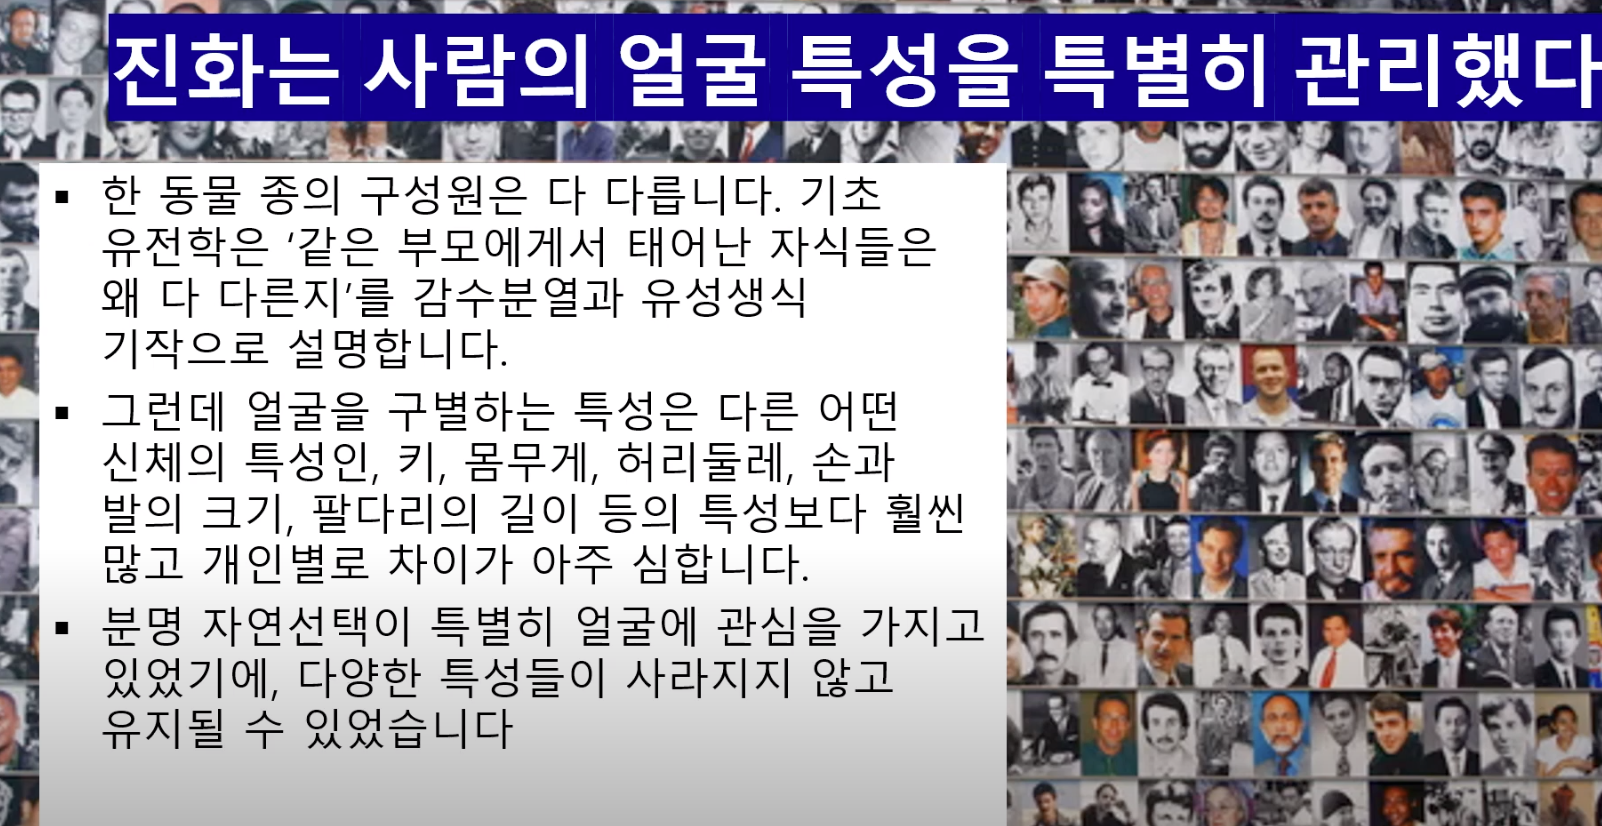 진화는 사람의 얼굴 특성을 특별히 관리했다
▪ 한 동물 종의 구성원은 다 다릅니다. 기초
유전학은 ‘같은 부모에게서 태어난 자식들은
왜 다 다른지’를 감수분열과 유성생식
기작으로 설명합니다.
▪ 그런데 얼굴을 구별하는 특성은 다른 어떤
신체의 특성인, 키, 몸무게, 허리둘레, 손과
발의 크기, 팔다리의 길이 등의 특성보다 훨씬
많고 개인별로 차이가 아주 심합니다.
▪ 분명 자연선택이 특별히 얼굴에 관심을 가지고
있었기에, 다양한 특성들이 사라지지 않고
유지될 수 있었습니다